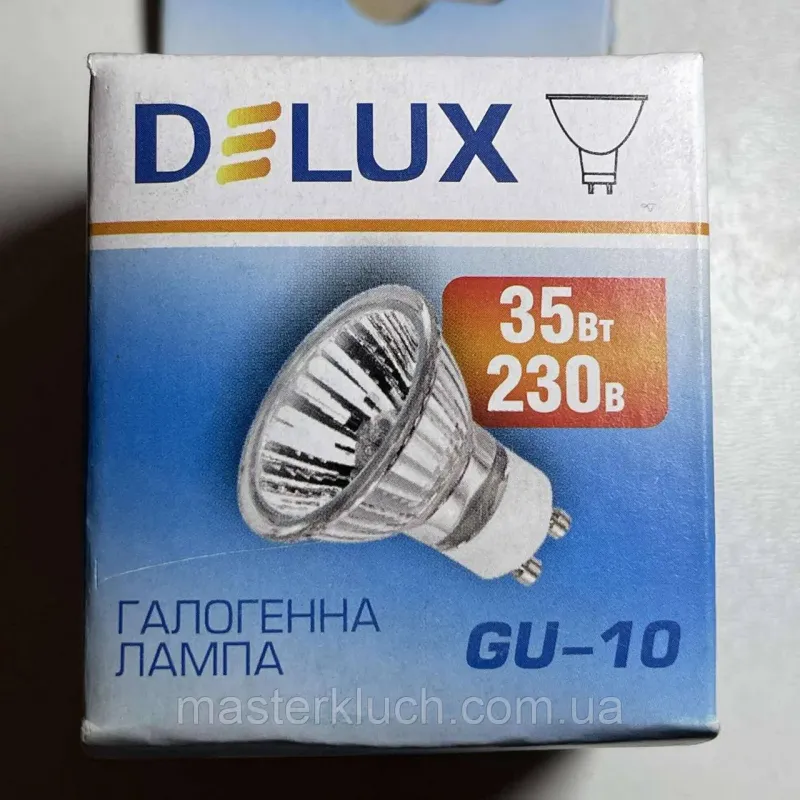 DELUX
35Вт
230В
ГАЛОГЕННА
ЛАМПА
GU-10
masterkluch.com.ua